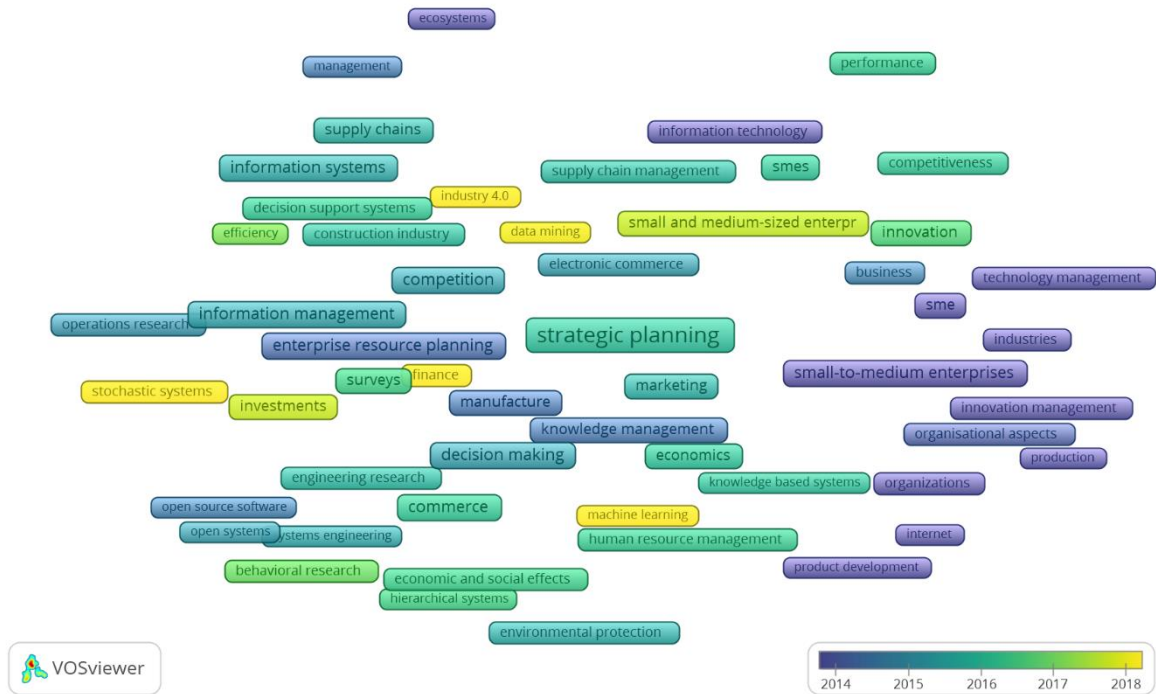 ecosystems
management
performance
supply chains
information technology
information systems
supply chain management
smes
competitiveness
industry 4.0
decision support systems
small and medium-sized enterpr
efficiency
construction industry
data mining
innovation
electronic commerce
business
technology management
competition
sme
information management
operations research
strategic planning
industries
enterprise resource planning
small-to-medium enterprises
finance
surveys
marketing
stochastic systems
investments
manufacture
innovation management
knowledge management
organisational aspects
decision making
economics
production
engineering research
knowledge based systems
organizations
open source software
commerce
machine learning
open systems
systems engineering
human resource management
internet
product development
behavioral research
economic and social effects
hierarchical systems
environmental protection
VOSviewer
2014 2015 2016 2017 2018